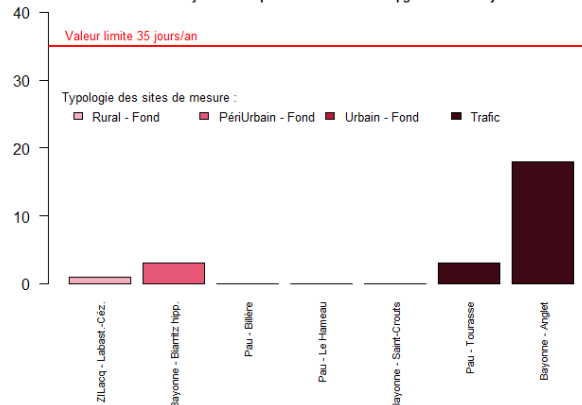 40
Valeur limite 35 jours/an
30
Typologie des sites de mesure :
Rural - Fond
PériUrbain - Fond
Urbain - Fond
Trafic
20
10
0
ZILacq - Labast.-Céz.
Bayonne - Biarritz hipp.
Pau - Billère
Pau - Le Hameau
Bayonne - Saint-Crouts
Pau - Tourasse
Bayonne - Anglet